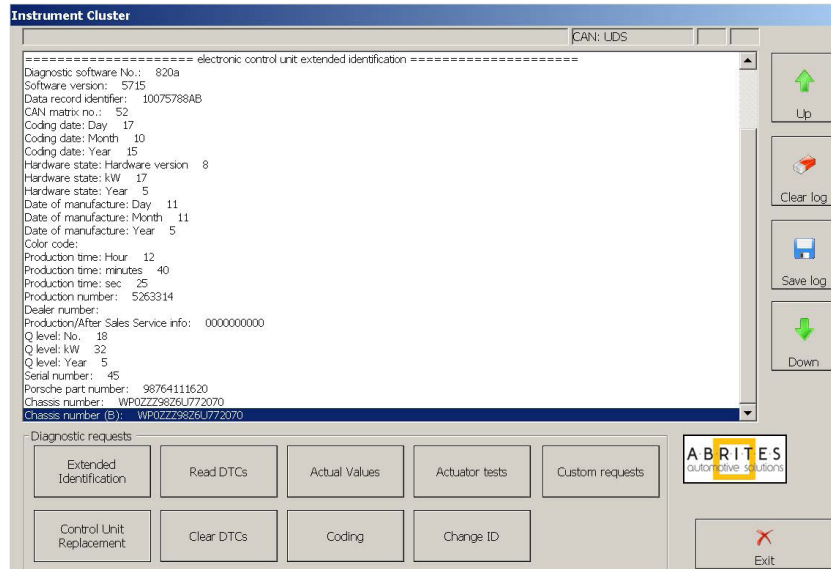 Instrument Cluster
CAN: UDS
===================== electronic control unit extended identification =====================
Diagnostic software No.: 820a
Software version: 5715
Data record identifier: 10075788AB
CAN matrix no.: 52
Coding date: Day 17
Coding date: Month 10
Coding date: Year 15
Hardware state: Hardware version 8
Hardware state: kW 17
Hardware state: Year 5
Date of manufacture: Day 11
Date of manufacture: Month 11
Date of manufacture: Year 5
Color code:
Production time: Hour 12
Production time: minutes 40
Production time: sec 25
Production number: 5263314
Dealer number:
Production/After Sales Service info: 0000000000
Q level: No. 18
Q level: kW 32
Q level: Year 5
Serial number: 45
Porsche part number: 98764111620
Chassis number: WP0ZZZ98Z6U772070
Chassis number (B): WP0ZZZ98Z6U772070
Up
Clear log
Save log
Down
Diagnostic requests
Extended
Identification
Read DTCs
Actual Values
Actuator tests
Custom requests
Control Unit
Replacement
Clear DTCs
Coding
Change ID
ABRITES
automotive solutions
Exit